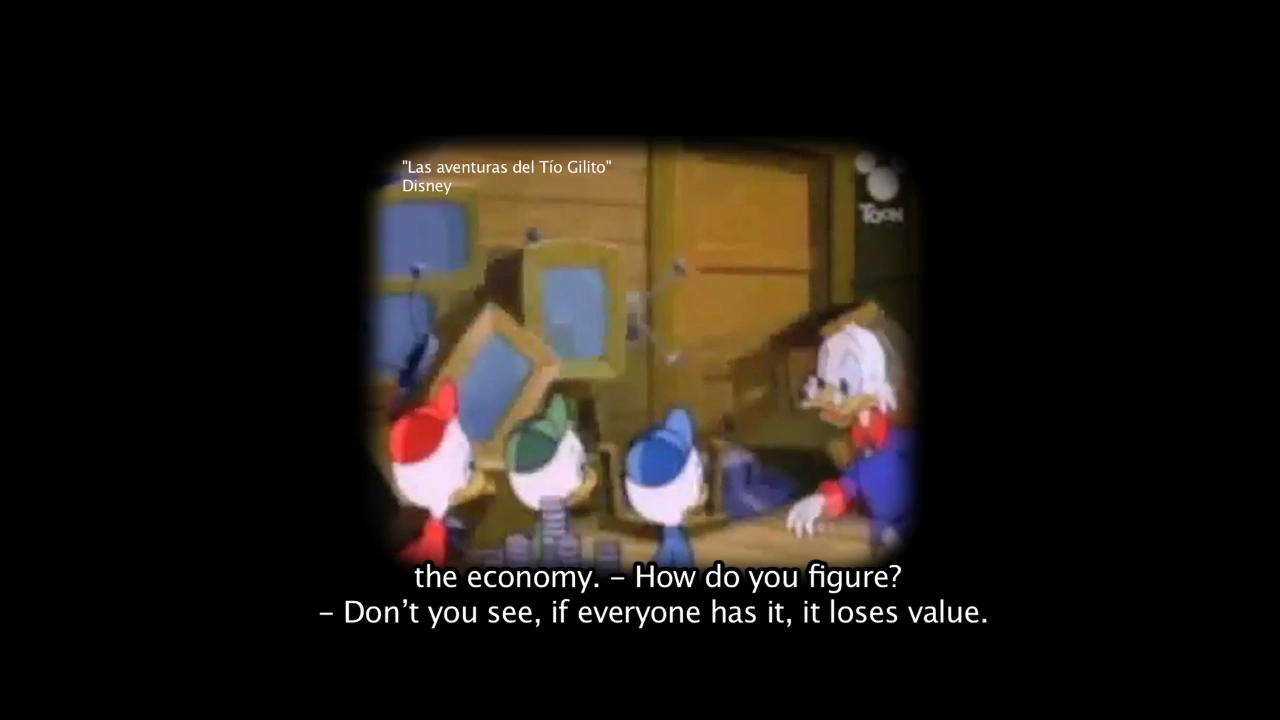 "Las aventuras del Tío Gilito"
Disney
TOON
the economy. – How do you figure?
– Don’t you see, if everyone has it, it loses value.